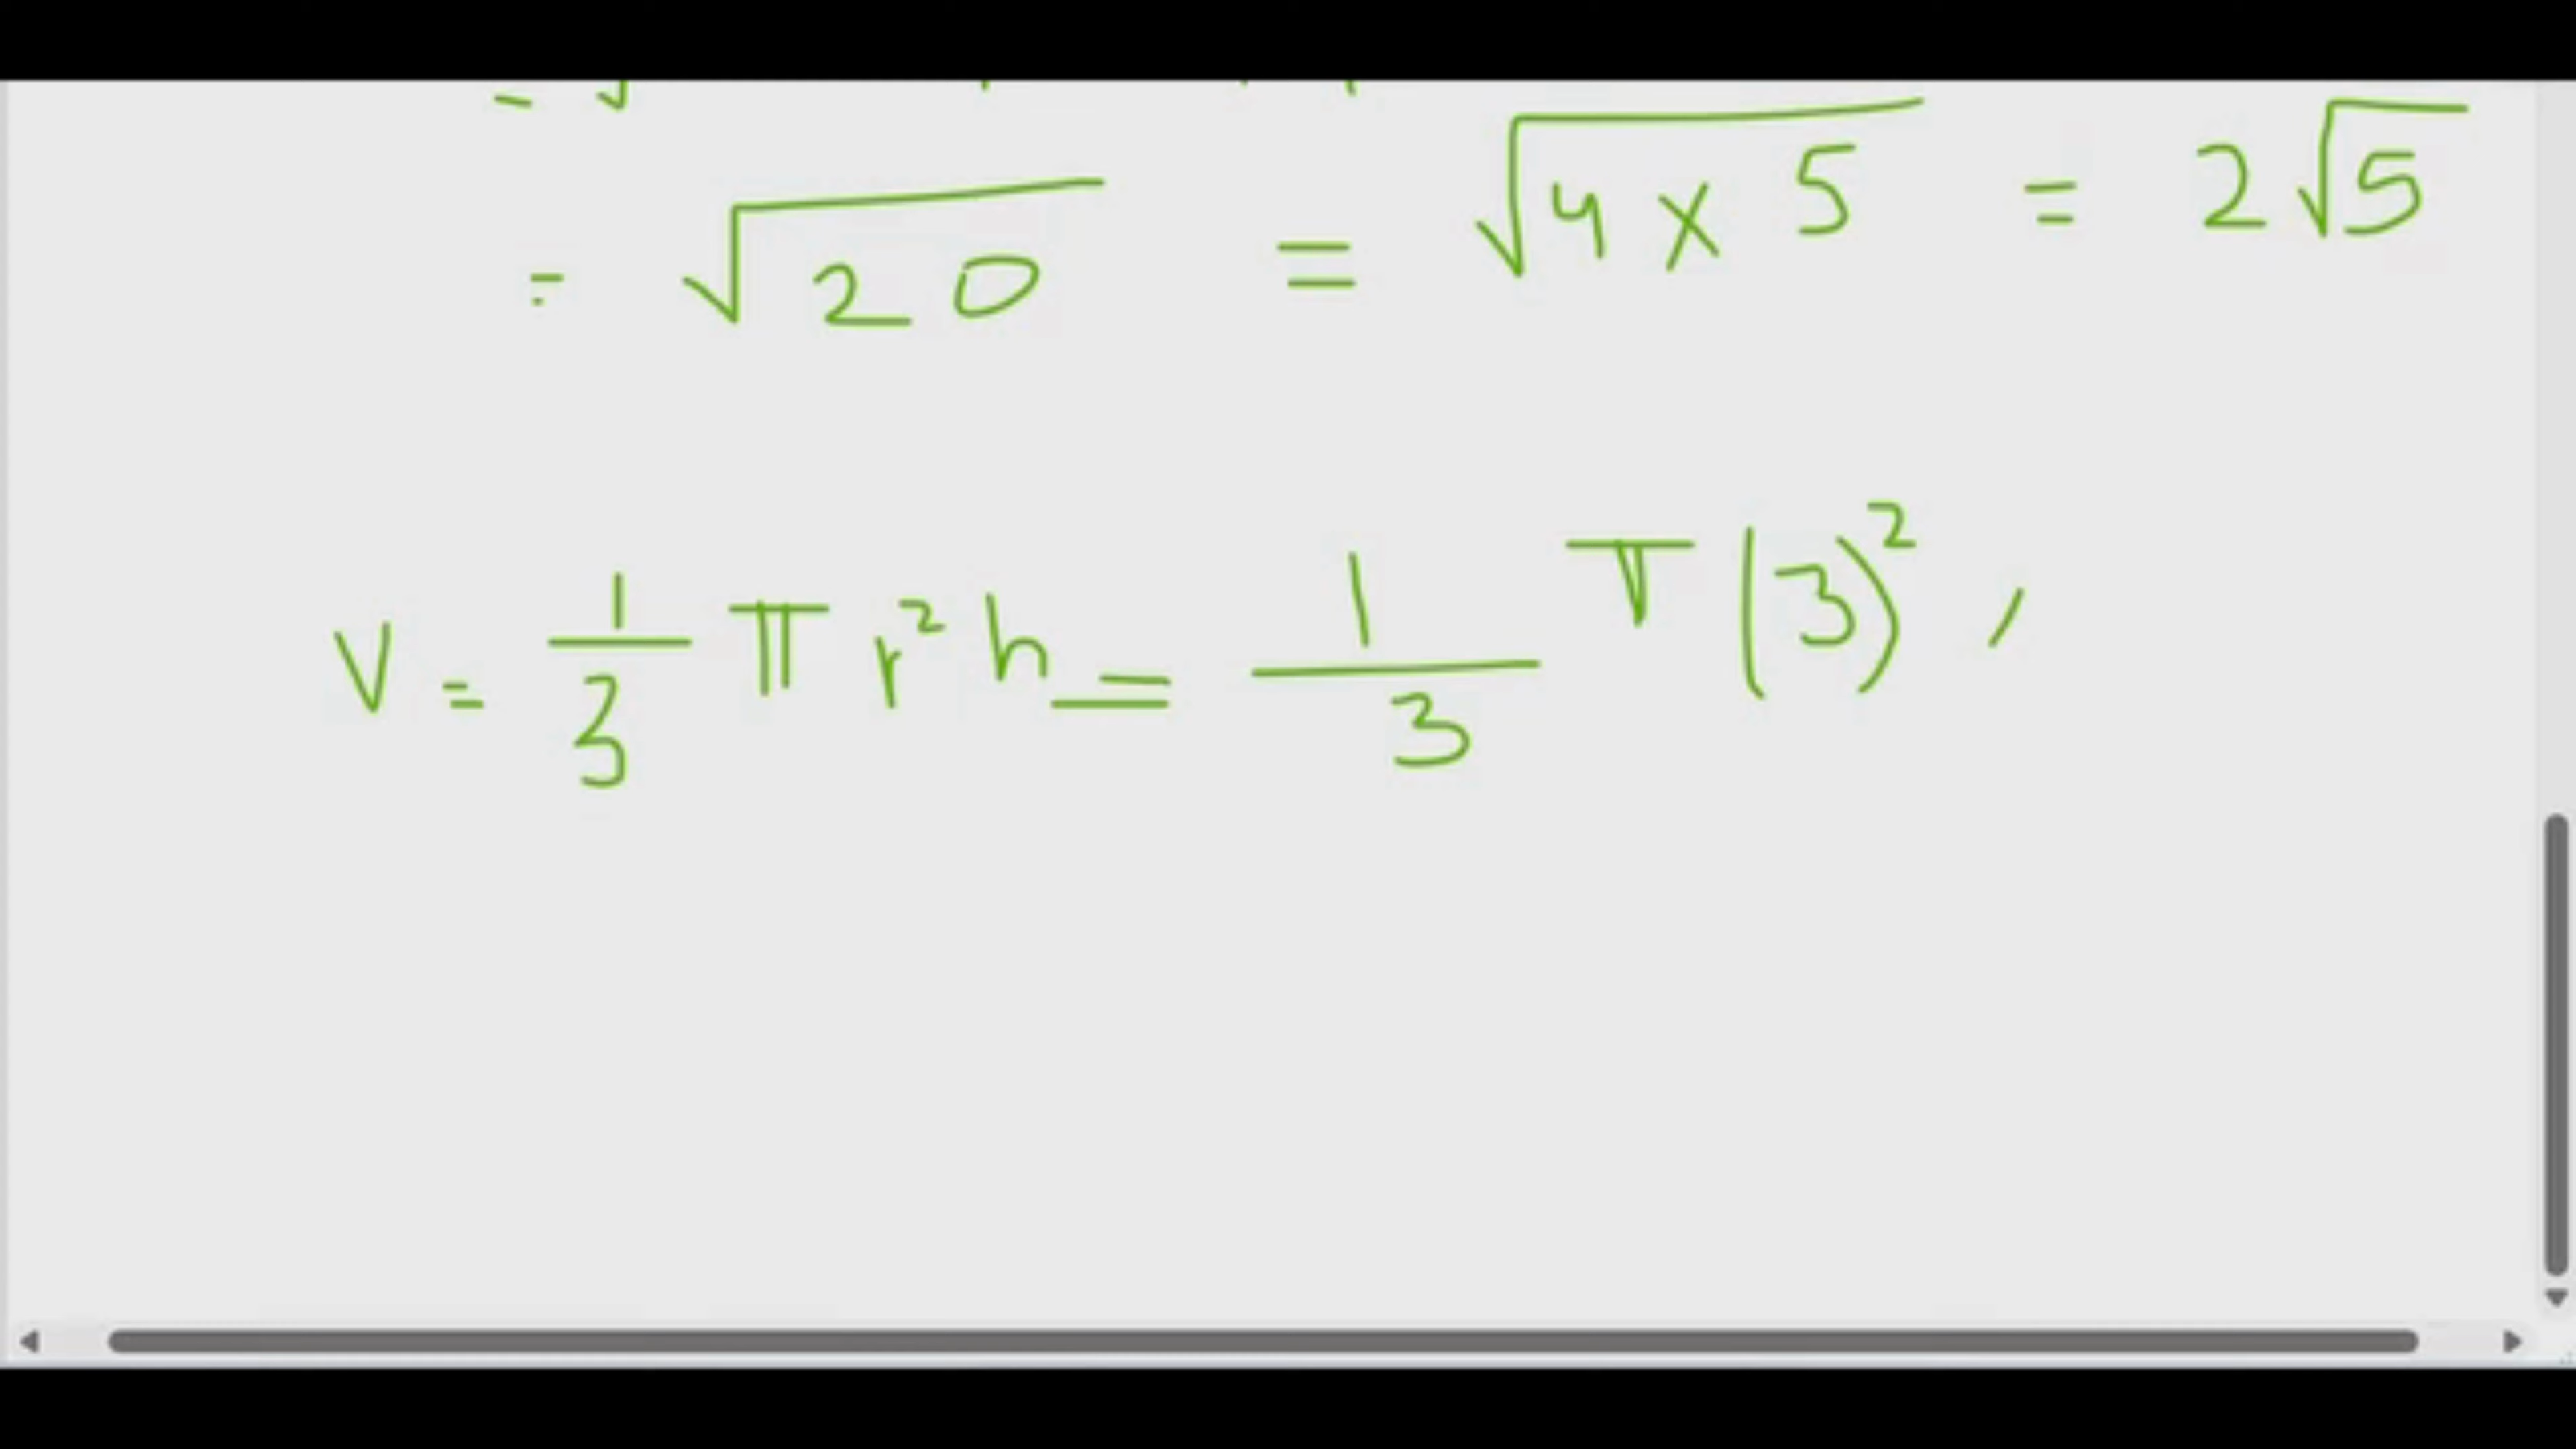 = √20 = √4 x 5 = 2√5
V = 1/3 π r² h = 1/3 π (3)²